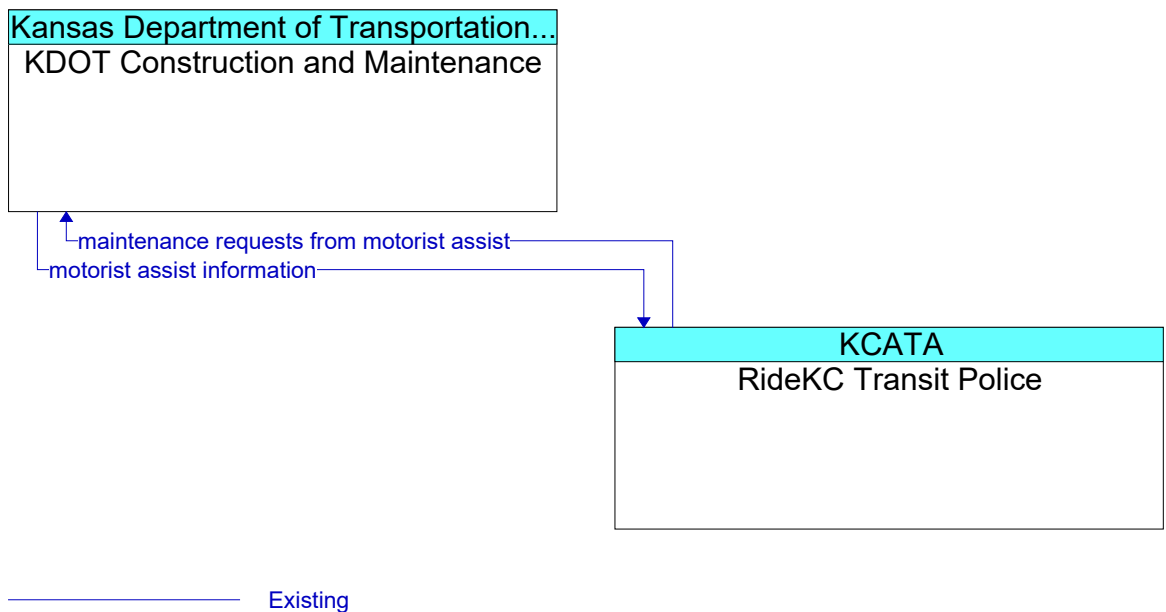 Kansas Department of Transportation...
KDOT Construction and Maintenance
maintenance requests from motorist assist
motorist assist information
KCATA
RideKC Transit Police
Existing